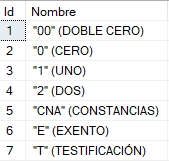 Id Nombre
1 "00" (DOBLE CERO)
2 "0" (CERO)
3 "1" (UNO)
4 "2" (DOS)
5 "CNA" (CONSTANCIAS)
6 "E" (EXENTO)
7 "T" (TESTIFICACIÓN)